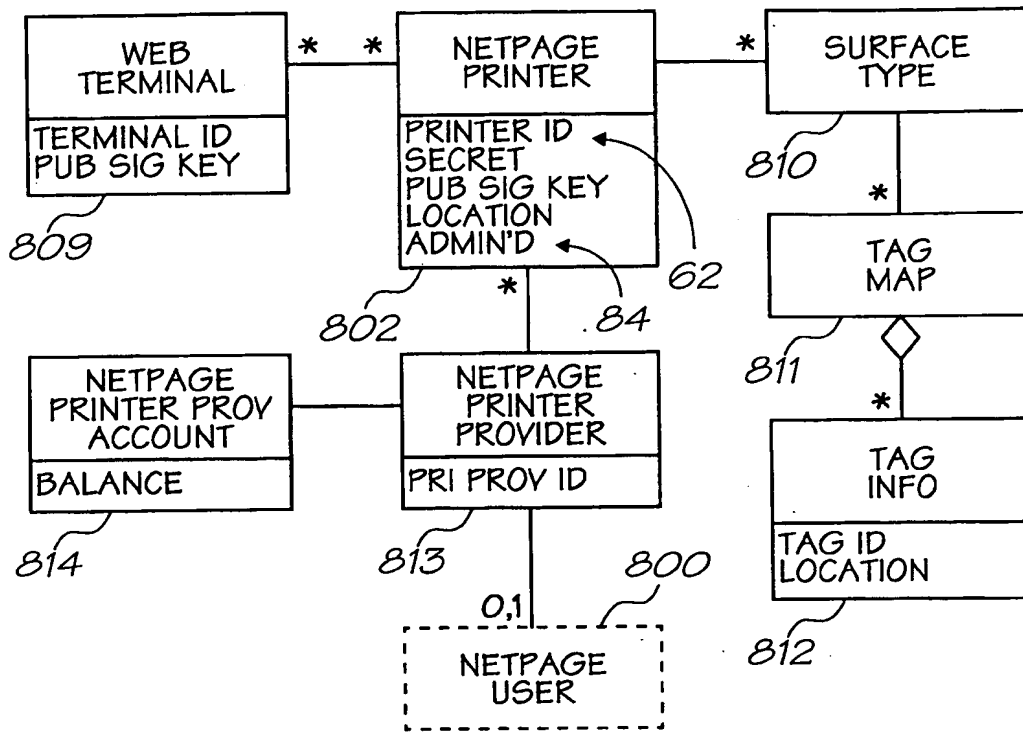 WEB
TERMINAL
TERMINAL ID
PUB SIG KEY
809
*
*
NETPAGE
PRINTER
PRINTER ID
SECRET
PUB SIG KEY
LOCATION
ADMIN'D
802
62
84
*
*
SURFACE
TYPE
810
*
TAG
MAP
811
*
TAG
INFO
TAG ID
LOCATION
812
NETPAGE
PRINTER PROV
ACCOUNT
BALANCE
814
NETPAGE
PRINTER
PROVIDER
PRI PROV ID
813
800
0,1
NETPAGE
USER